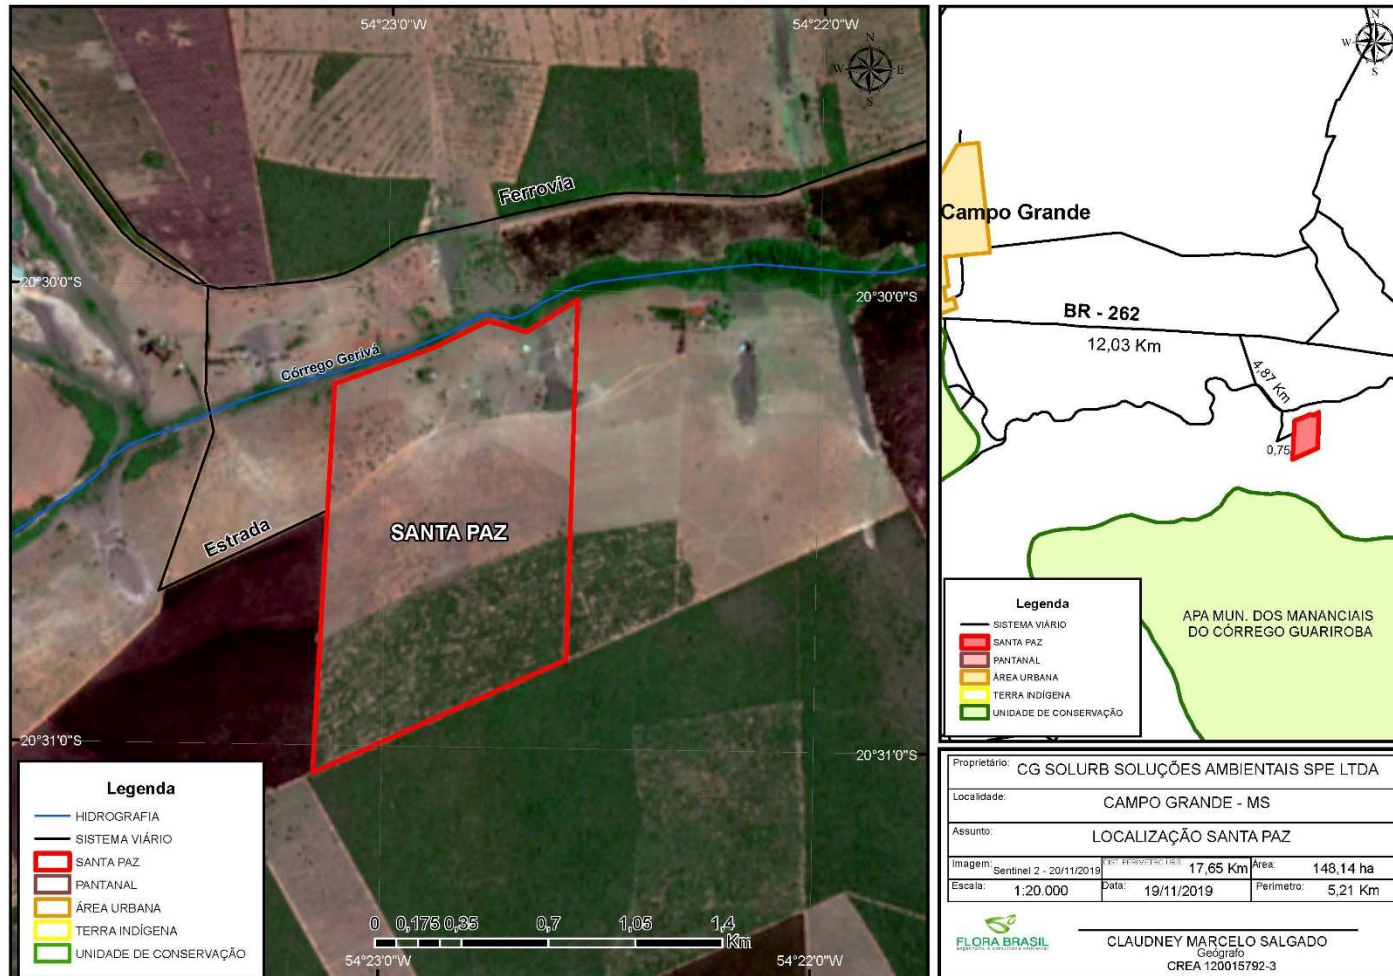 54°23'0"W
54°22'0"W
N
W
E
S
Ferrovia
20°30'0"S
20°30'0"S
Córrego Gerivá
Estrada
SANTA PAZ
20°31'0"S
20°31'0"S
Legenda
HIDROGRAFIA
SISTEMA VIÁRIO
SANTA PAZ
PANTANAL
ÁREA URBANA
TERRA INDÍGENA
UNIDADE DE CONSERVAÇÃO
0 0,175 0,35 0,7 1,05 1,4
Km
54°23'0"W
54°22'0"W
N
W
S
Campo Grande
BR - 262
12,03 Km
4,87 Km
0,75
APA MUN. DOS MANANCIAIS
DO CÓRREGO GUARIROBA
Legenda
SISTEMA VIÁRIO
SANTA PAZ
PANTANAL
ÁREA URBANA
TERRA INDÍGENA
UNIDADE DE CONSERVAÇÃO
Proprietário: CG SOLURB SOLUÇÕES AMBIENTAIS SPE LTDA
Localidade: CAMPO GRANDE - MS
Assunto: LOCALIZAÇÃO SANTA PAZ
Imagem: Sentinel 2 - 20/11/2019 17,65 Km Área: 148,14 ha
Escala: 1:20.000 Data: 19/11/2019 Perimetro: 5,21 Km
FLORA BRASIL
CLAUDNEY MARCELO SALGADO
Geógrafo
CREA 120015792-3